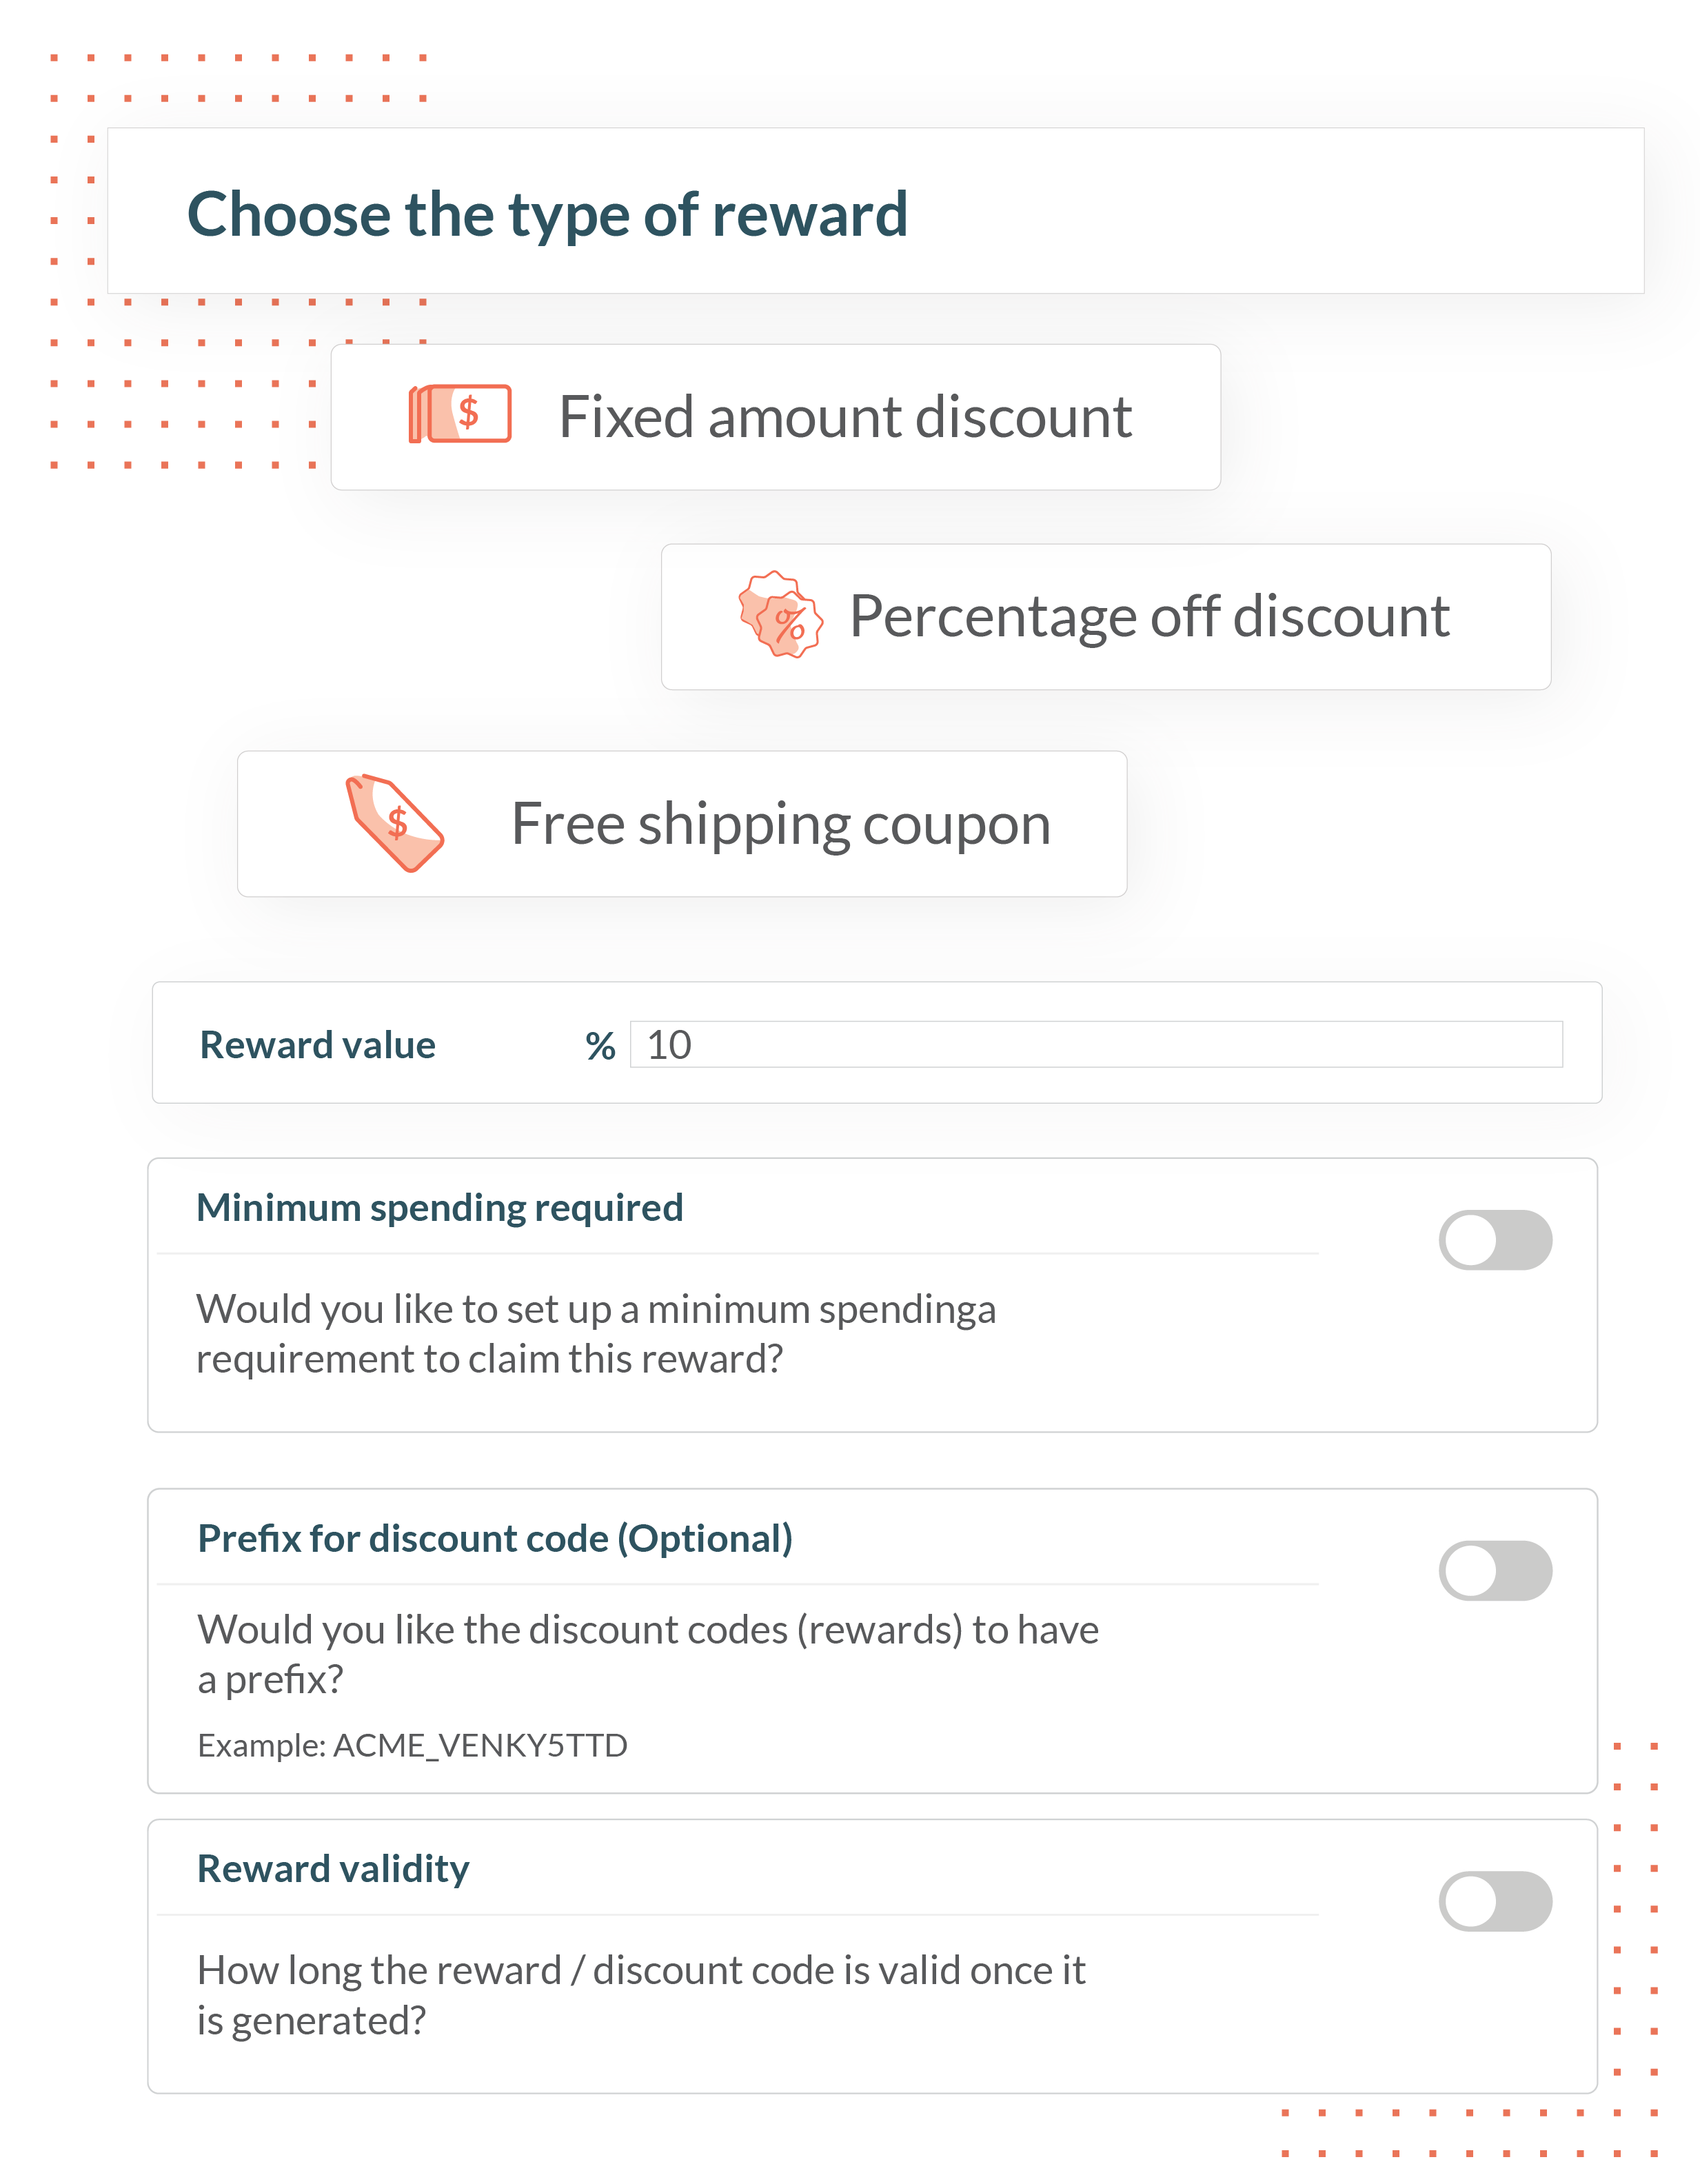 Choose the type of reward
$ Fixed amount discount
% Percentage off discount
$ Free shipping coupon
Reward value % 10
Minimum spending required
Would you like to set up a minimum spendinga
requirement to claim this reward?
Prefix for discount code (Optional)
Would you like the discount codes (rewards) to have
a prefix?
Example: ACME_VENKY5TTD
Reward validity
How long the reward / discount code is valid once it
is generated?